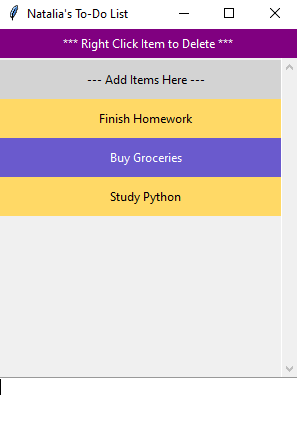 Natalia's To-Do List
*** Right Click Item to Delete ***
--- Add Items Here ---
Finish Homework
Buy Groceries
Study Python